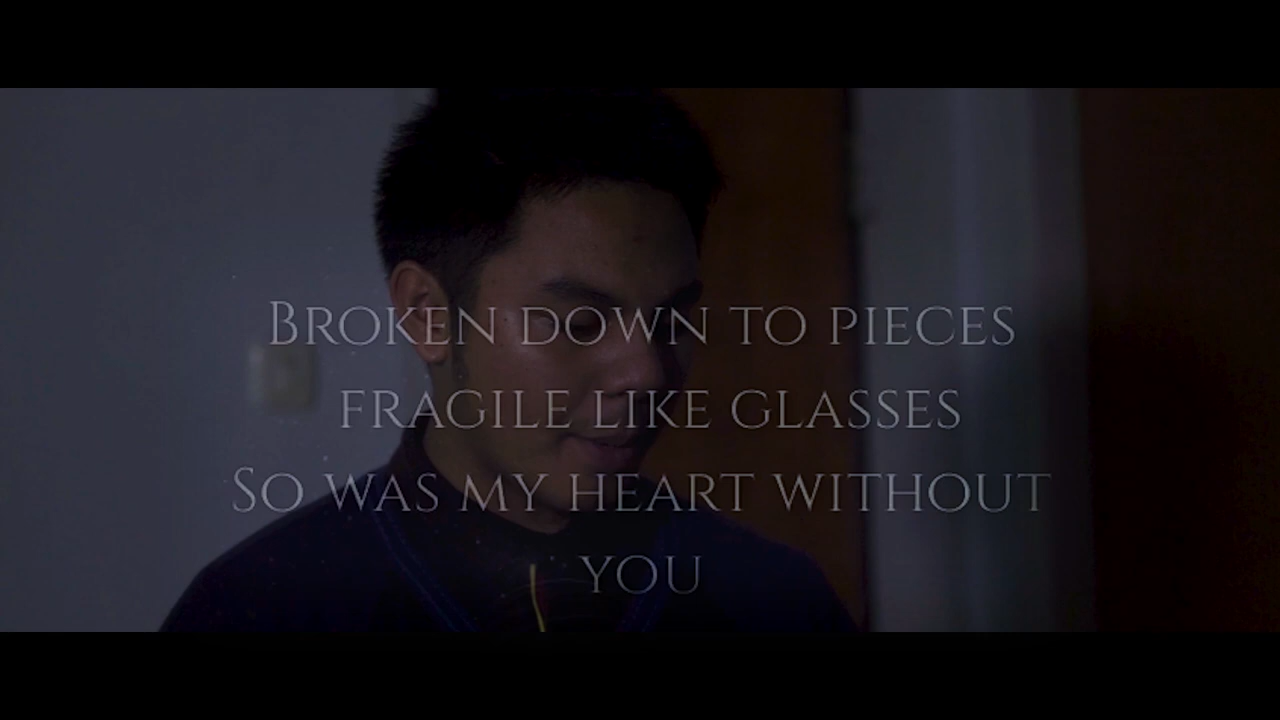 Broken down to pieces
fragile like glasses
So was my heart without
you